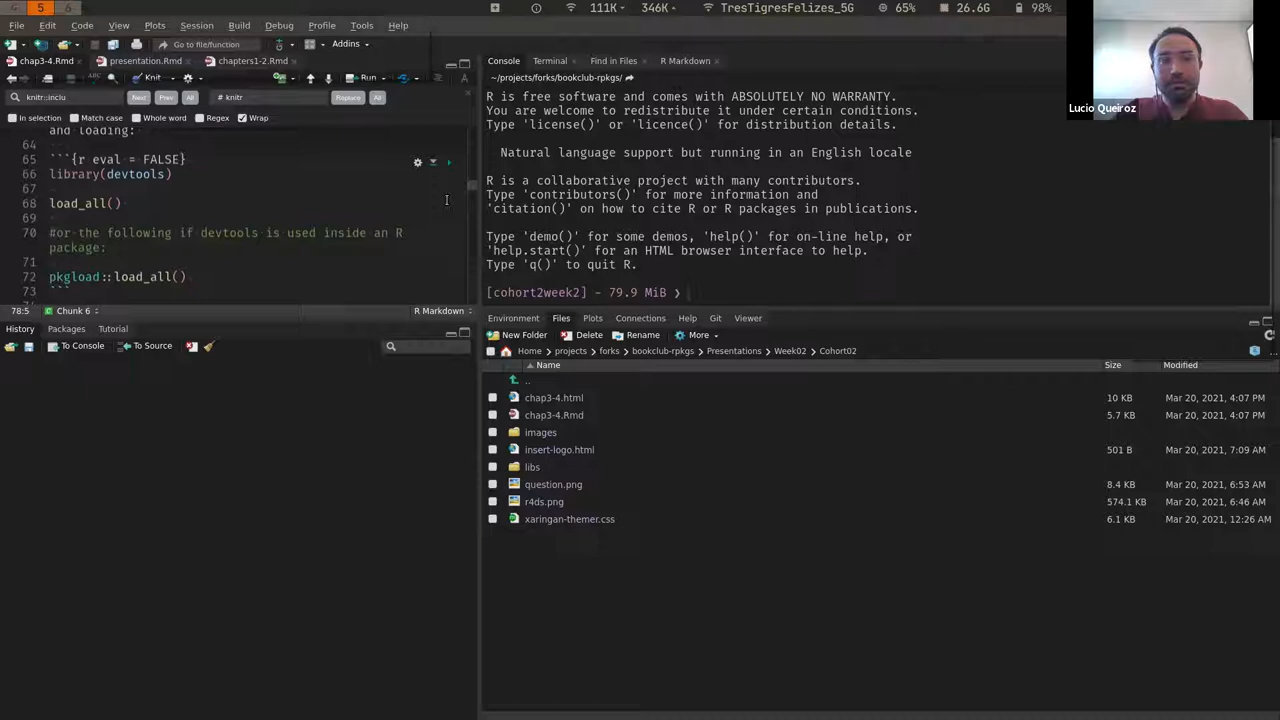 5 6 111K 346K TresTigresFelizes_5G 65% 26.6G 98%
File Edit Code View Plots Session Build Debug Profile Tools Help
Go to file/function Addins
chap3-4.Rmd presentation.Rmd chapters1-2.Rmd
Knit Run
knitr::inclu Next Prev All # knitr Replace All
In selection Match case Whole word Regex Wrap
and loading:
64
65 ```{r eval = FALSE}
66 library(devtools)
67
68 load_all()
69
70 #or the following if devtools is used inside an R
package:
71
72 pkgload::load_all()
73 ```
78:5 Chunk 6 R Markdown
History Packages Tutorial
To Console To Source
Console Terminal Find in Files R Markdown
~/projects/forks/bookclub-rpkgs/
R is free software and comes with ABSOLUTELY NO WARRANTY.
You are welcome to redistribute it under certain conditions.
Type 'license()' or 'licence()' for distribution details.
Natural language support but running in an English locale
R is a collaborative project with many contributors.
Type 'contributors()' for more information and
'citation()' on how to cite R or R packages in publications.
Type 'demo()' for some demos, 'help()' for on-line help, or
'help.start()' for an HTML browser interface to help.
Type 'q()' to quit R.
[cohort2week2] - 79.9 MiB ❯
Environment Files Plots Connections Help Git Viewer
New Folder Delete Rename More
Home projects forks bookclub-rpkgs Presentations Week02 Cohort02 ...
Name Size Modified
..
chap3-4.html 10 KB Mar 20, 2021, 4:07 PM
chap3-4.Rmd 5.7 KB Mar 20, 2021, 4:07 PM
images
insert-logo.html 501 B Mar 20, 2021, 7:09 AM
libs
question.png 8.4 KB Mar 20, 2021, 6:53 AM
r4ds.png 574.1 KB Mar 20, 2021, 6:46 AM
xaringan-themer.css 6.1 KB Mar 20, 2021, 12:26 AM
Lucio Queiroz